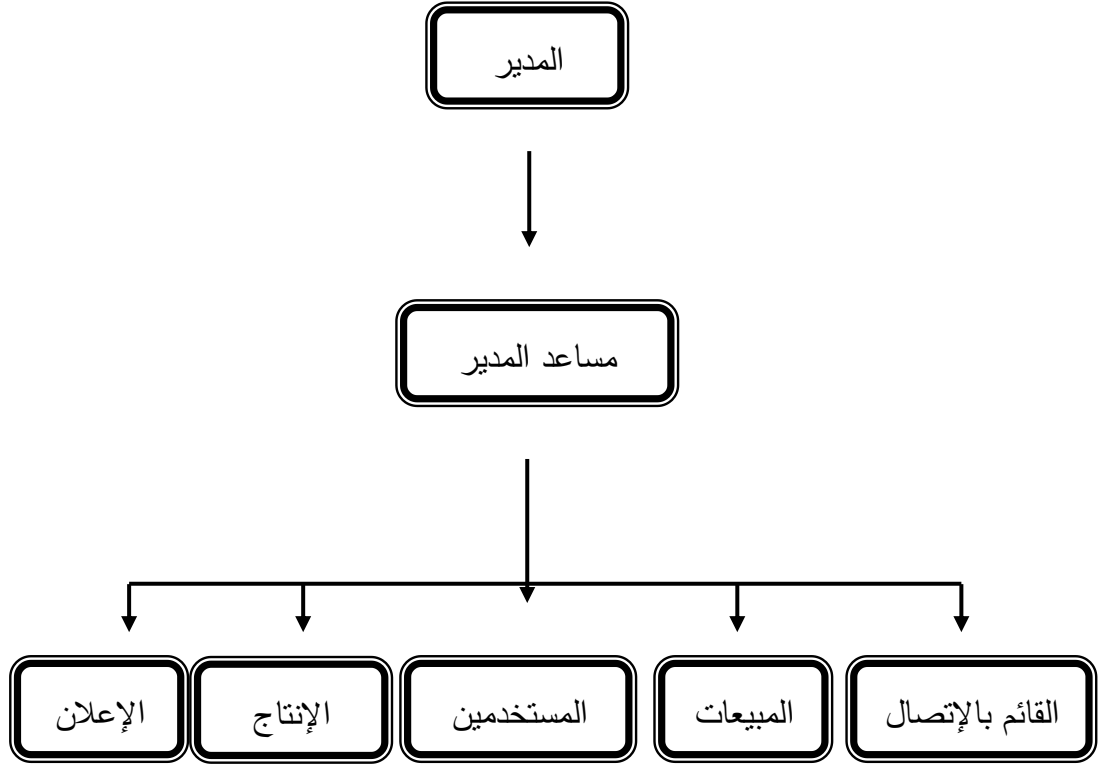 المدير
مساعد المدير
القائم بالإتصال
المبيعات
المستخدمين
الإنتاج
الإعلان